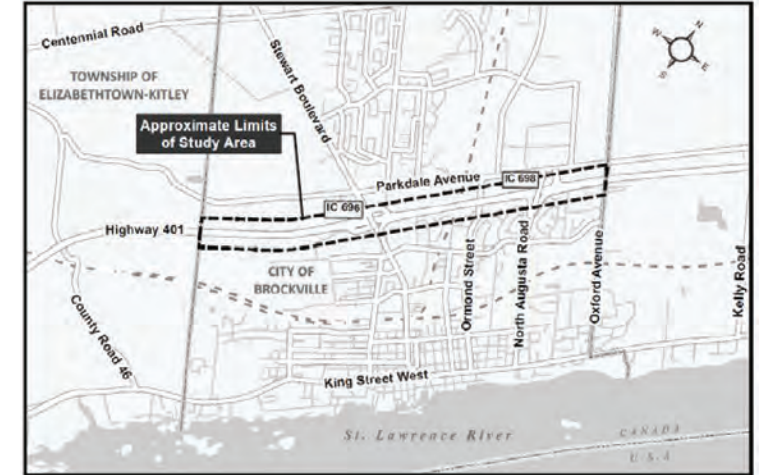 Centennial Road
TOWNSHIP OF
ELIZABETHTOWN-KITLEY
Stewart Boulevard
N
W
E
S
Approximate Limits
of Study Area
Parkdale Avenue
IC 698
IC 696
Highway 401
CITY OF
BROCKVILLE
County Road 46
Ormond Street
North Augusta Road
Oxford Avenue
Kelly Road
King Street West
St. Lawrence River
CANADA
U.S.A